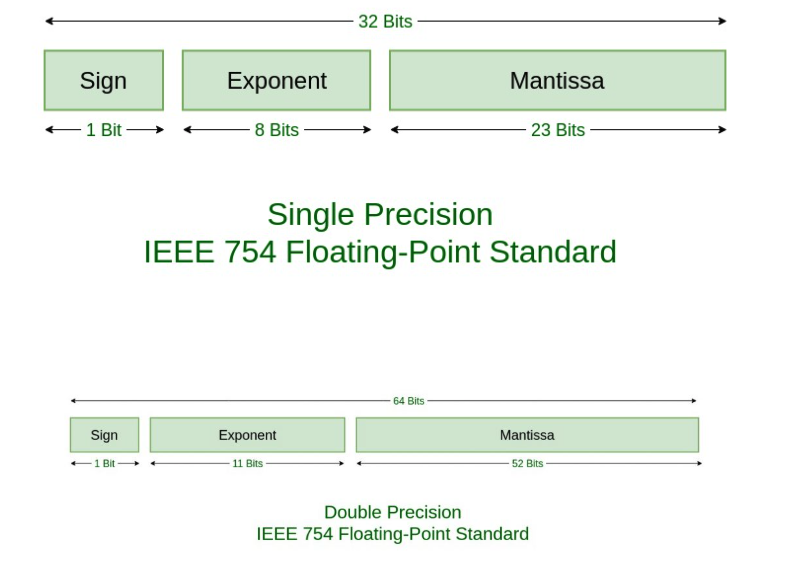 32 Bits
Sign Exponent Mantissa
1 Bit 8 Bits 23 Bits
Single Precision
IEEE 754 Floating-Point Standard
64 Bits
Sign Exponent Mantissa
1 Bit 11 Bits 52 Bits
Double Precision
IEEE 754 Floating-Point Standard